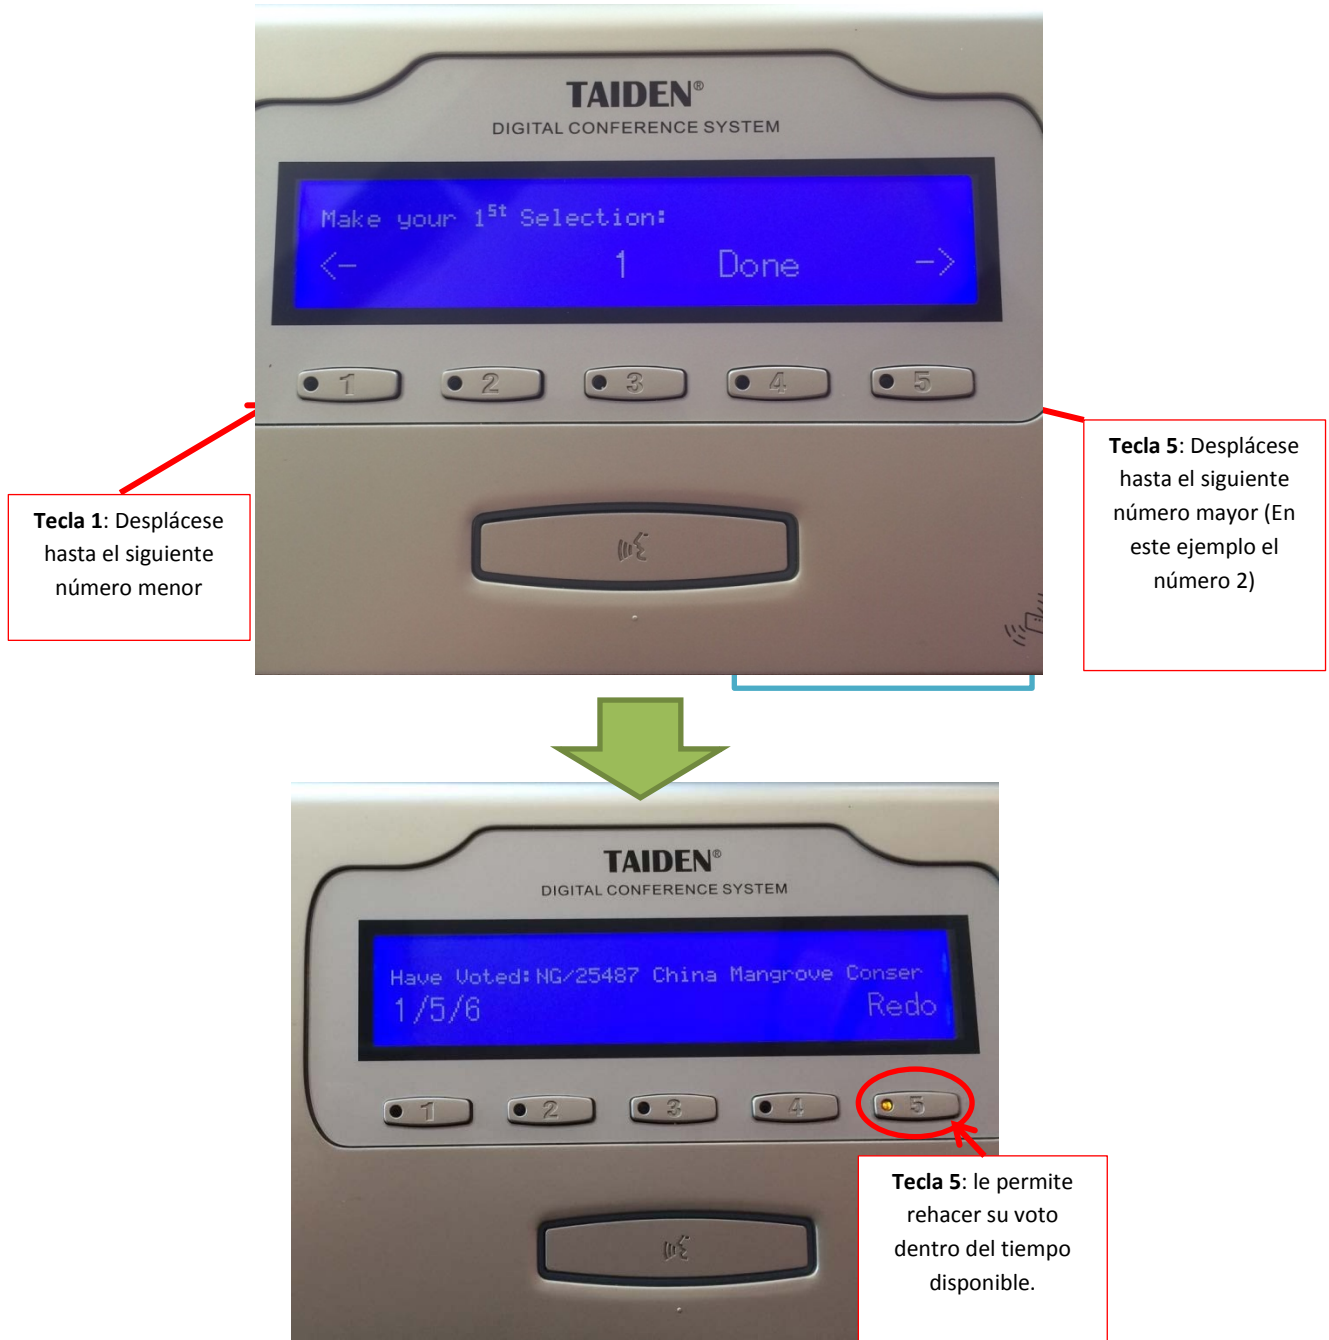 TAIDEN®
DIGITAL CONFERENCE SYSTEM
Make your 1st Selection:
<- 1 Done ->
1 2 3 4 5
Tecla 1: Desplácese
hasta el siguiente
número menor
Tecla 5: Desplácese
hasta el siguiente
número mayor (En
este ejemplo el
número 2)
TAIDEN®
DIGITAL CONFERENCE SYSTEM
Have Voted:NG/25487 China Mangrove Conser
1/5/6 Redo
1 2 3 4 5
Tecla 5: le permite
rehacer su voto
dentro del tiempo
disponible.